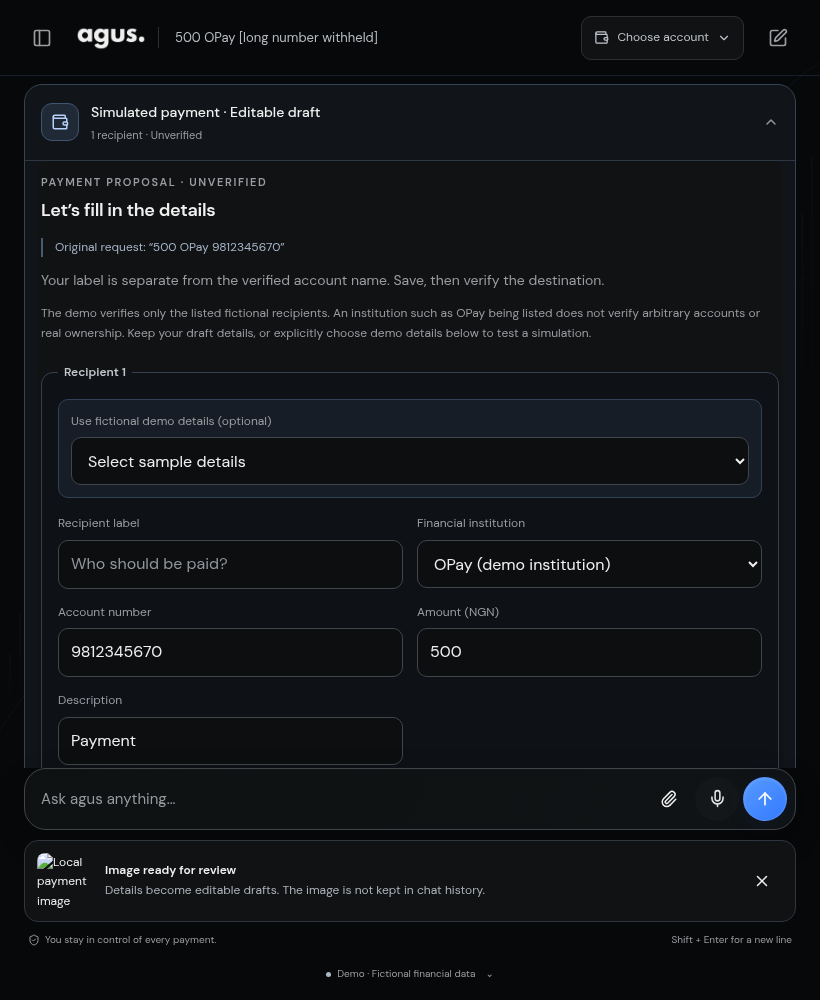 agus.
500 OPay [long number withheld]
Choose account
Simulated payment · Editable draft
1 recipient · Unverified
PAYMENT PROPOSAL · UNVERIFIED
Let’s fill in the details
Original request: “500 OPay 9812345670”
Your label is separate from the verified account name. Save, then verify the destination.
The demo verifies only the listed fictional recipients. An institution such as OPay being listed does not verify arbitrary accounts or
real ownership. Keep your draft details, or explicitly choose demo details below to test a simulation.
Recipient 1
Use fictional demo details (optional)
Select sample details
Recipient label
Financial institution
Who should be paid?
OPay (demo institution)
Account number
Amount (NGN)
9812345670
500
Description
Payment
Ask agus anything...
Local
payment
image
Image ready for review
Details become editable drafts. The image is not kept in chat history.
You stay in control of every payment.
Shift + Enter for a new line
Demo · Fictional financial data